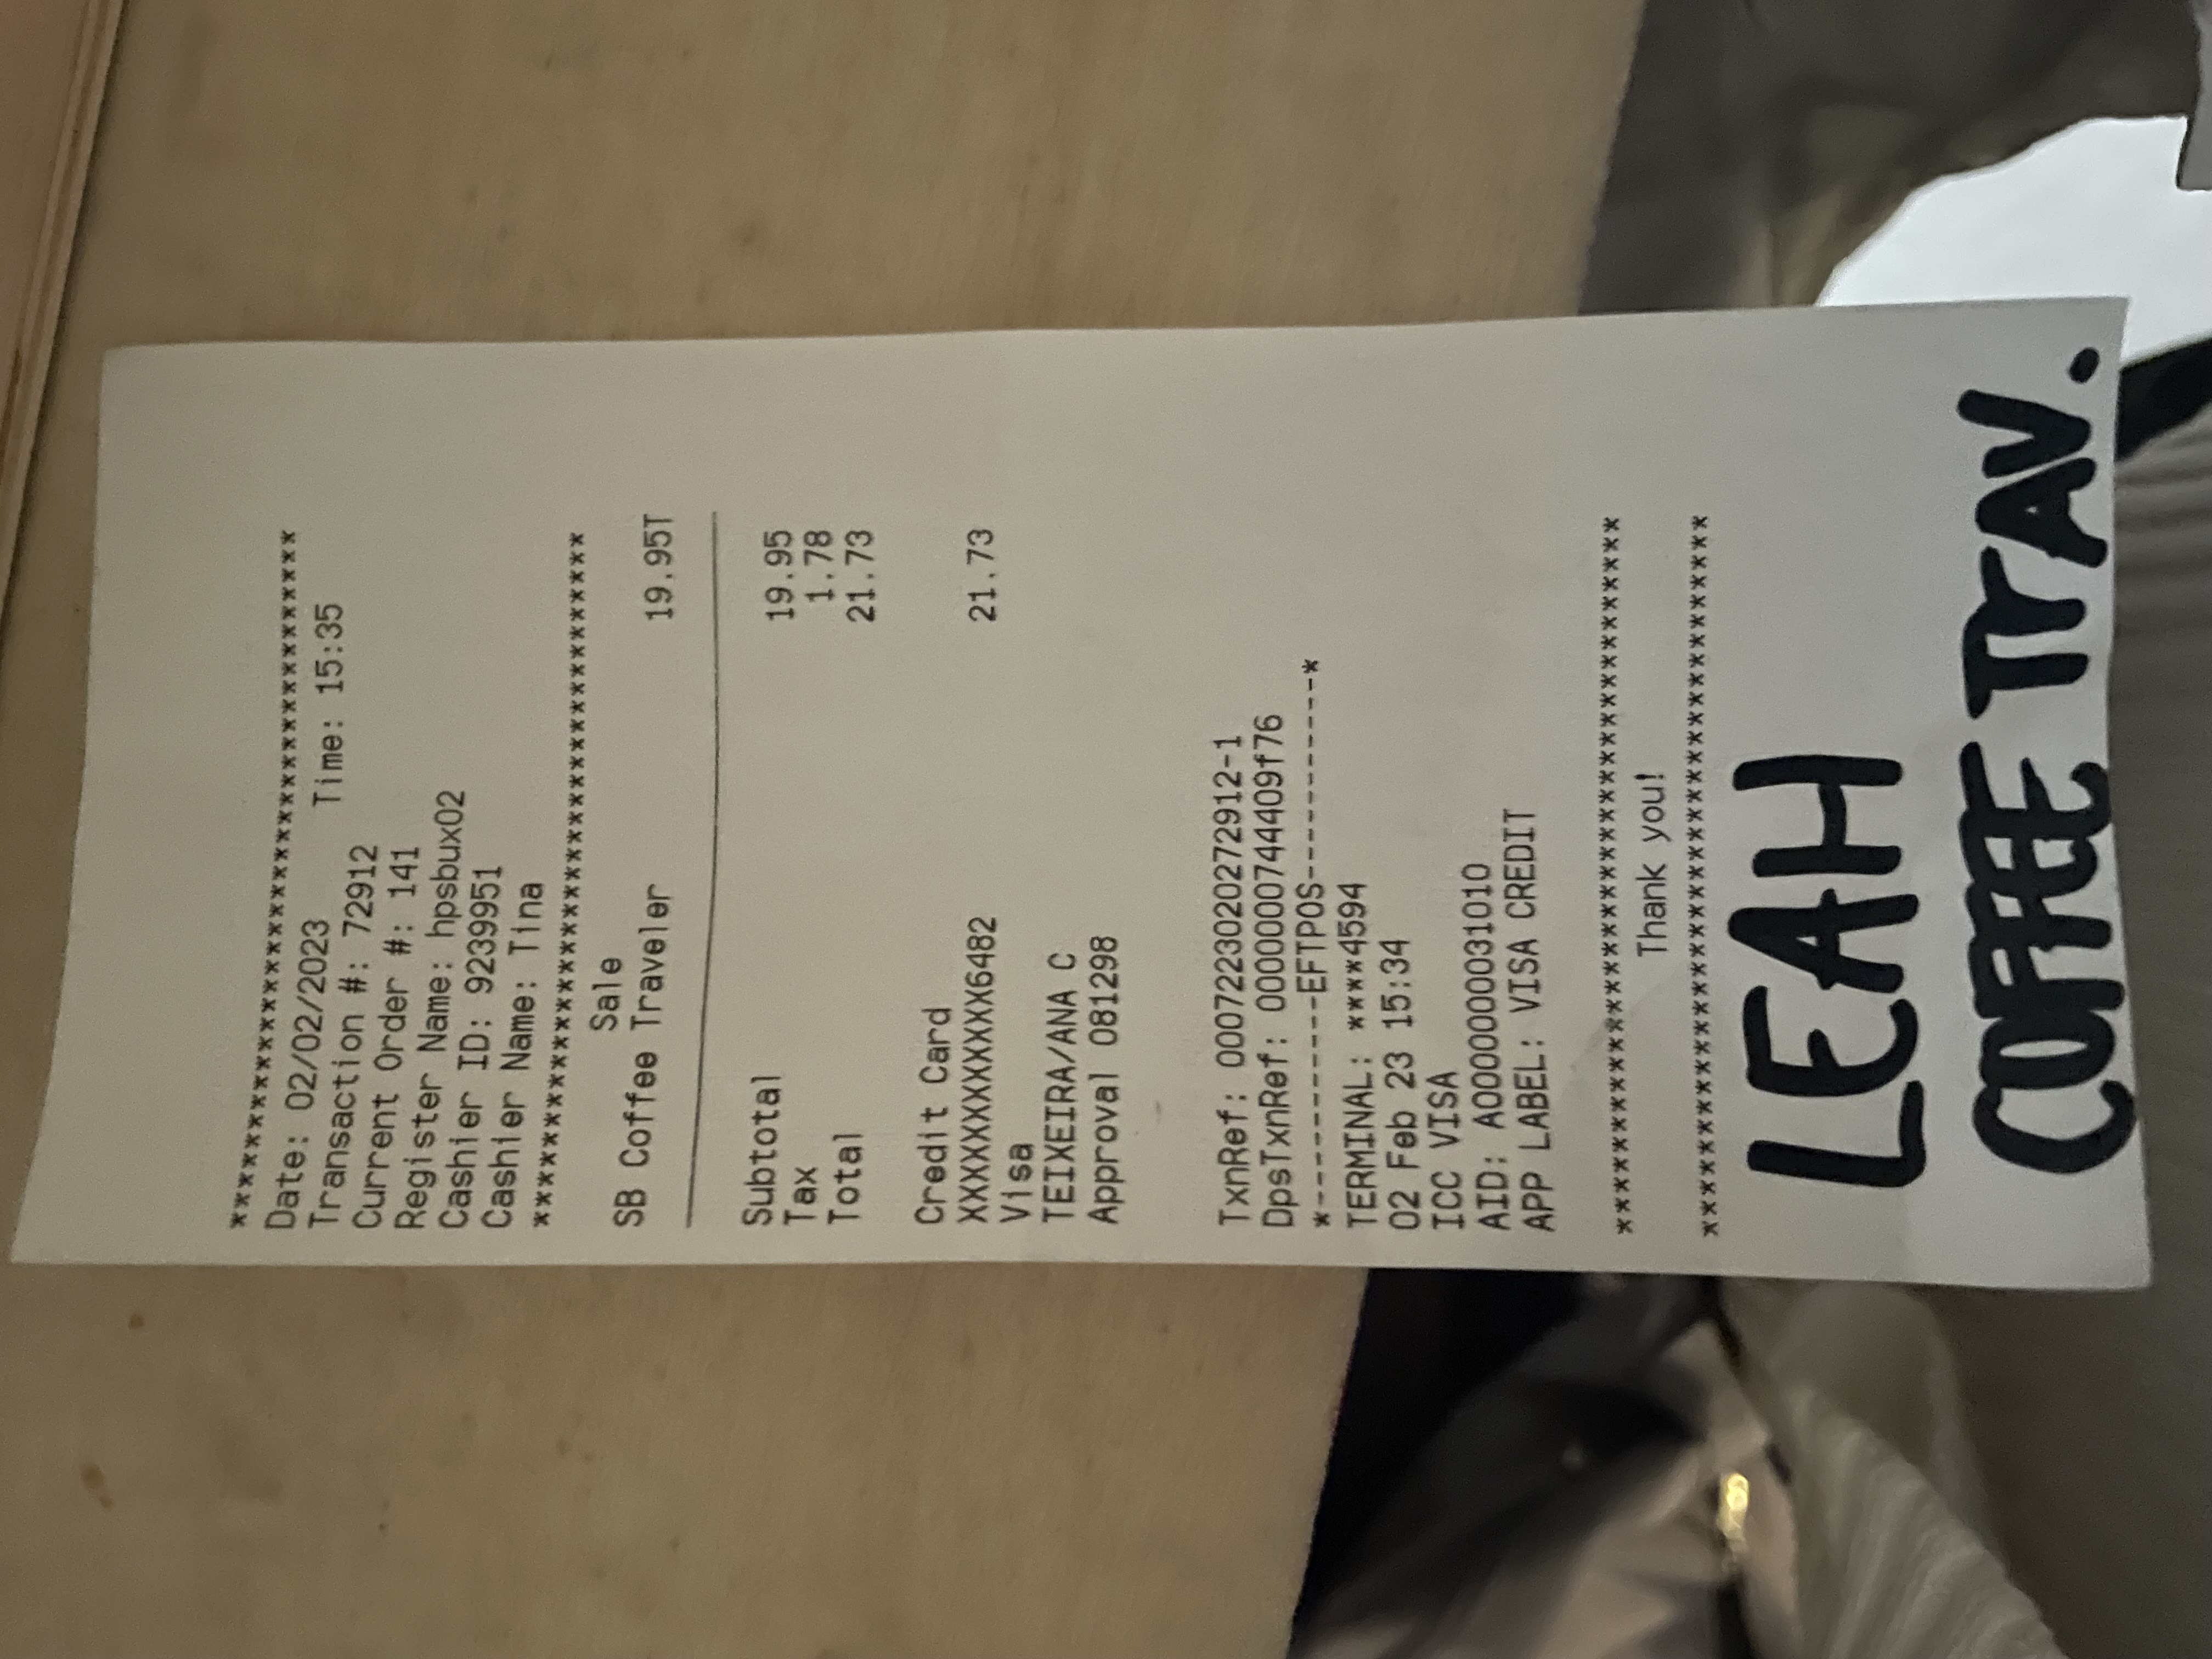 ***********************************
Date: 02/02/2023 Time: 15:35
Transaction #: 72912
Current Order #: 141
Register Name: hpsbux02
Cashier ID: 9239951
Cashier Name: Tina
***********************************
Sale
SB Coffee Traveler 19.95T
Subtotal 19.95
Tax 1.78
Total 21.73
Credit Card
XXXXXXXXXXXX6482 21.73
Visa
TEIXEIRA/ANA C
Approval 081298
TxnRef: 0007223020272912-1
DpsTxnRef: 0000000744409f76
*-----------EFTPOS-----------*
TERMINAL: ****4594
02 Feb 23 15:34
ICC VISA
AID: A0000000031010
APP LABEL: VISA CREDIT
***********************************
Thank you!
***********************************
LEAH
COFFEE TrAV.